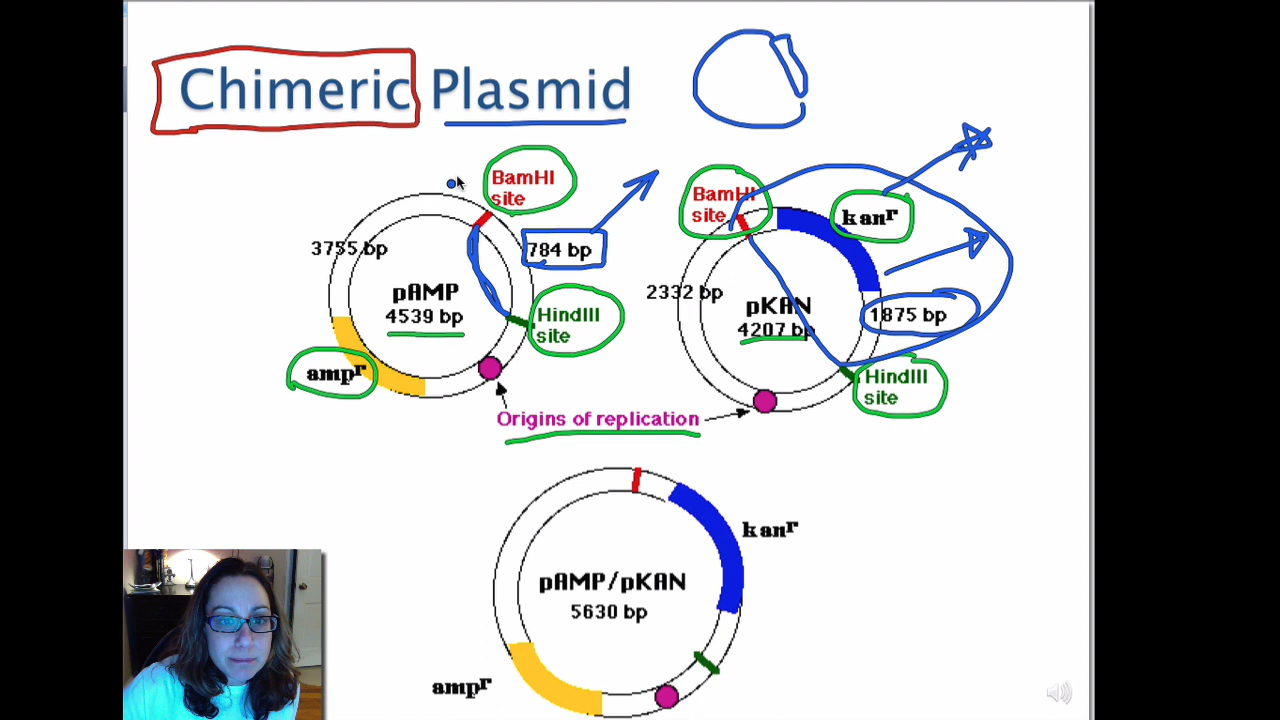 Chimeric Plasmid
BamHI
site
3755 bp
784 bp
pAMP
4539 bp
HindIII
site
ampʳ
BamHI
site
kanʳ
2332 bp
pKAN
4207 bp
1875 bp
HindIII
site
Origins of replication
kanʳ
pAMP/pKAN
5630 bp
ampʳ